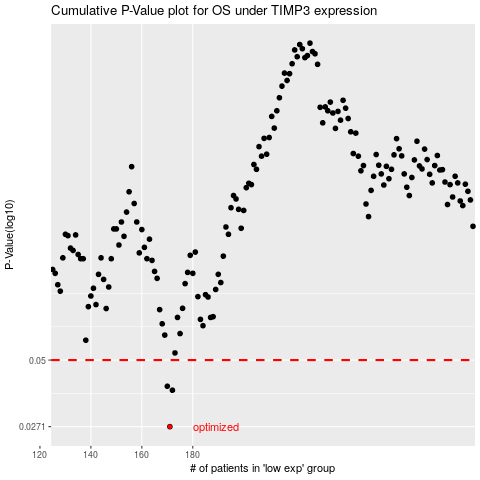 Cumulative P-Value plot for OS under TIMP3 expression
P-Value(log10)
0.05
0.0271
optimized
120 140 160 180
# of patients in 'low exp' group